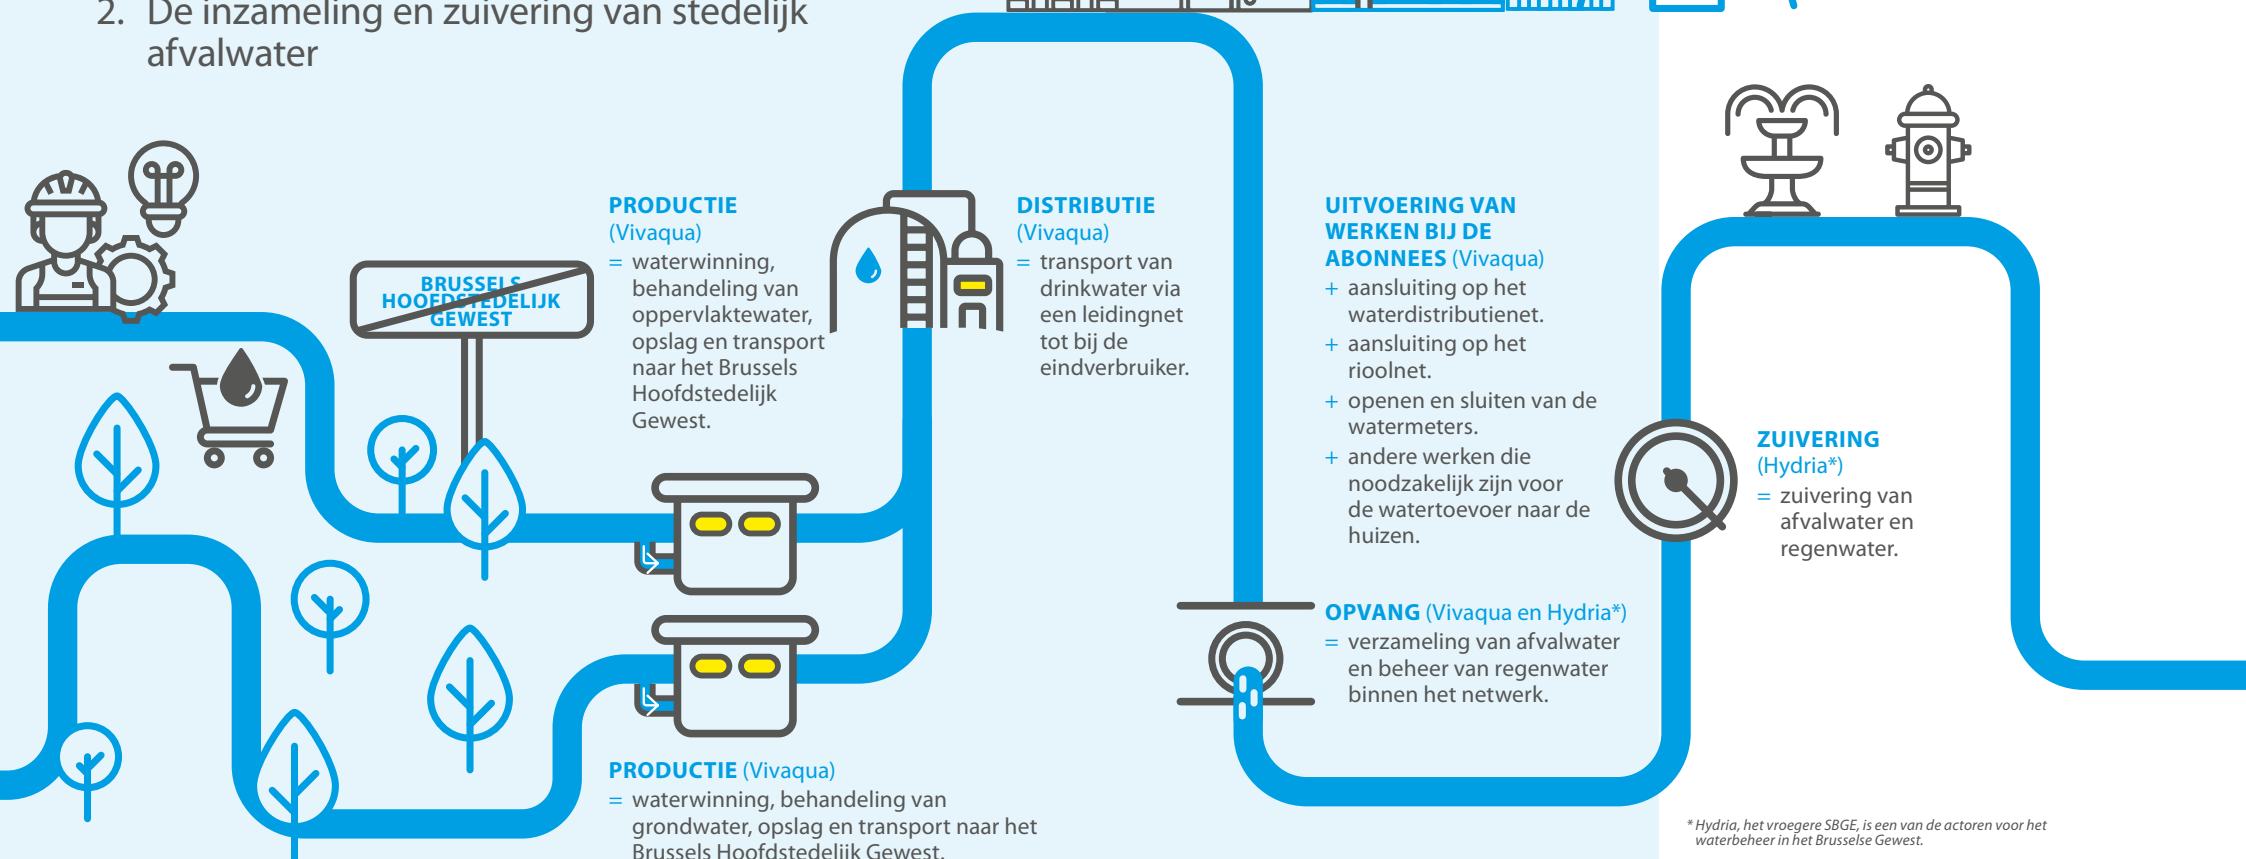 2. De inzameling en zuivering van stedelijk
afvalwater
BRUSSELS
HOOFDSTEDELIJK
GEWEST
PRODUCTIE
(Vivaqua)
= waterwinning,
behandeling van
oppervlaktewater,
opslag en transport
naar het Brussels
Hoofdstedelijk
Gewest.
DISTRIBUTIE
(Vivaqua)
= transport van
drinkwater via
een leidingnet
tot bij de
eindverbruiker.
UITVOERING VAN
WERKEN BIJ DE
ABONNEES (Vivaqua)
+ aansluiting op het
waterdistributienet.
+ aansluiting op het
rioolnet.
+ openen en sluiten van de
watermeters.
+ andere werken die
noodzakelijk zijn voor
de watertoevoer naar de
huizen.
ZUIVERING
(Hydria*)
= zuivering van
afvalwater en
regenwater.
OPVANG (Vivaqua en Hydria*)
= verzameling van afvalwater
en beheer van regenwater
binnen het netwerk.
PRODUCTIE (Vivaqua)
= waterwinning, behandeling van
grondwater, opslag en transport naar het
Brussels Hoofdstedelijk Gewest.
* Hydria, het vroegere SBGE, is een van de actoren voor het
waterbeheer in het Brusselse Gewest.